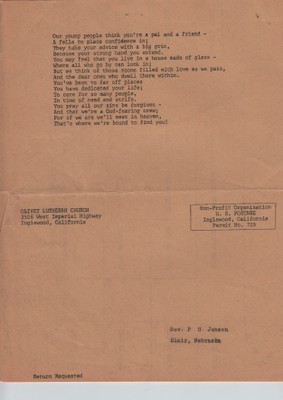 Our young people think you're a pal and a friend -
A fella to place confidence in;
They take your advice with a big grin,
Because your strong hand you extend.
You may feel that you live in a house made of glass -
Where all who go by can look in;
But we think of those rooms filled with love as we pass,
And the dear ones who dwell there within.
You've been to far off places
You have dedicated your life;
To care for so many people,
In time of need and strife.
You pray all our sins be forgiven -
And that we're a God-fearing crew;
For if we all meet in heaven,
That's where we're bound to find you!
OLIVET LUTHERAN CHURCH
West Imperial Highway
Inglewood, California
Non-Profit Organization
U. S. POSTAGE
Inglewood, California
Permit No.
Rev. P Jensen
Blair, Nebraska
Return Requested